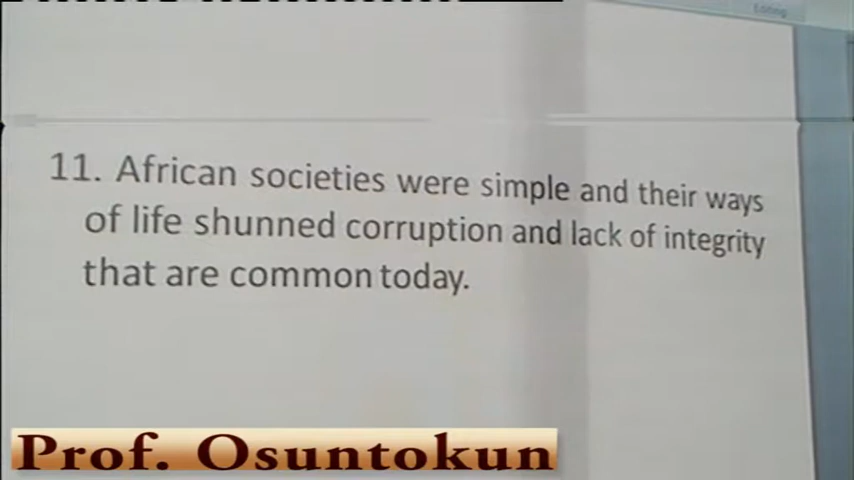 Editing
11. African societies were simple and their ways
of life shunned corruption and lack of integrity
that are common today.
Prof. Osuntokun